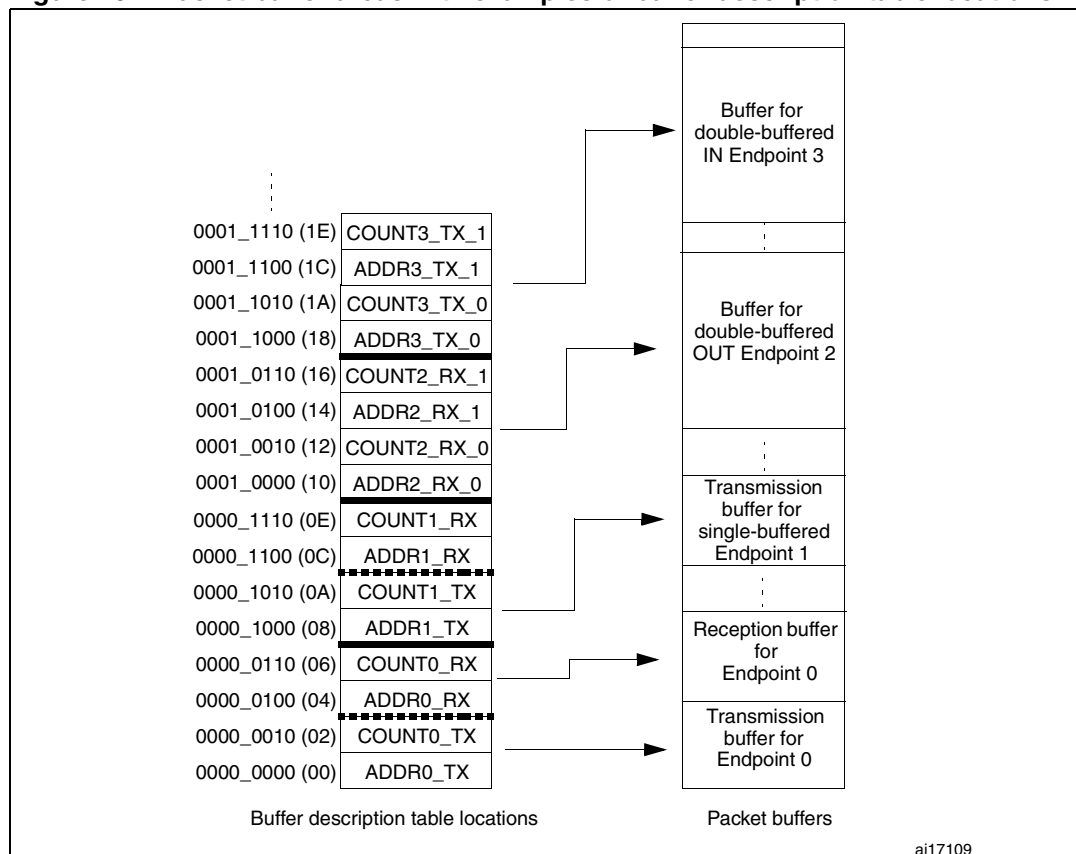 Buffer for
double-buffered
IN Endpoint 3
0001_1110 (1E) COUNT3_TX_1
0001_1100 (1C) ADDR3_TX_1
0001_1010 (1A) COUNT3_TX_0
0001_1000 (18) ADDR3_TX_0
Buffer for
double-buffered
OUT Endpoint 2
0001_0110 (16) COUNT2_RX_1
0001_0100 (14) ADDR2_RX_1
0001_0010 (12) COUNT2_RX_0
0001_0000 (10) ADDR2_RX_0
Transmission
buffer for
single-buffered
Endpoint 1
0000_1110 (0E) COUNT1_RX
0000_1100 (0C) ADDR1_RX
0000_1010 (0A) COUNT1_TX
0000_1000 (08) ADDR1_TX
Reception buffer
for
Endpoint 0
0000_0110 (06) COUNT0_RX
0000_0100 (04) ADDR0_RX
Transmission
buffer for
Endpoint 0
0000_0010 (02) COUNT0_TX
0000_0000 (00) ADDR0_TX
Buffer description table locations
Packet buffers
ai17109